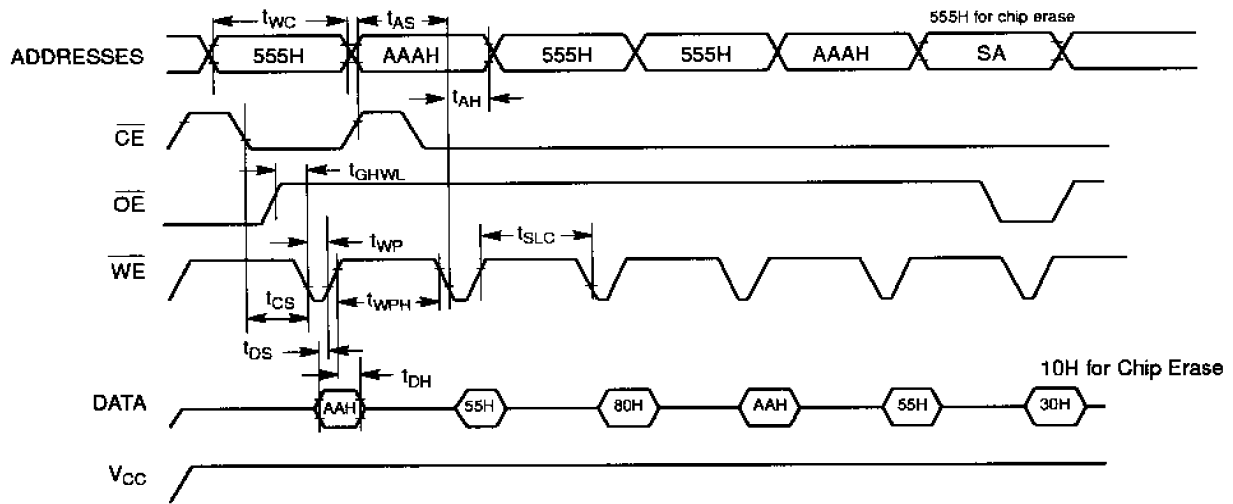 555H for chip erase
tWC
tAS
ADDRESSES
555H
AAAH
555H
555H
AAAH
SA
tAH
CE
tGHWL
OE
tWP
tSLC
WE
tCS
tWPH
tDS
tDH
10H for Chip Erase
DATA
AAH
55H
80H
AAH
55H
30H
VCC